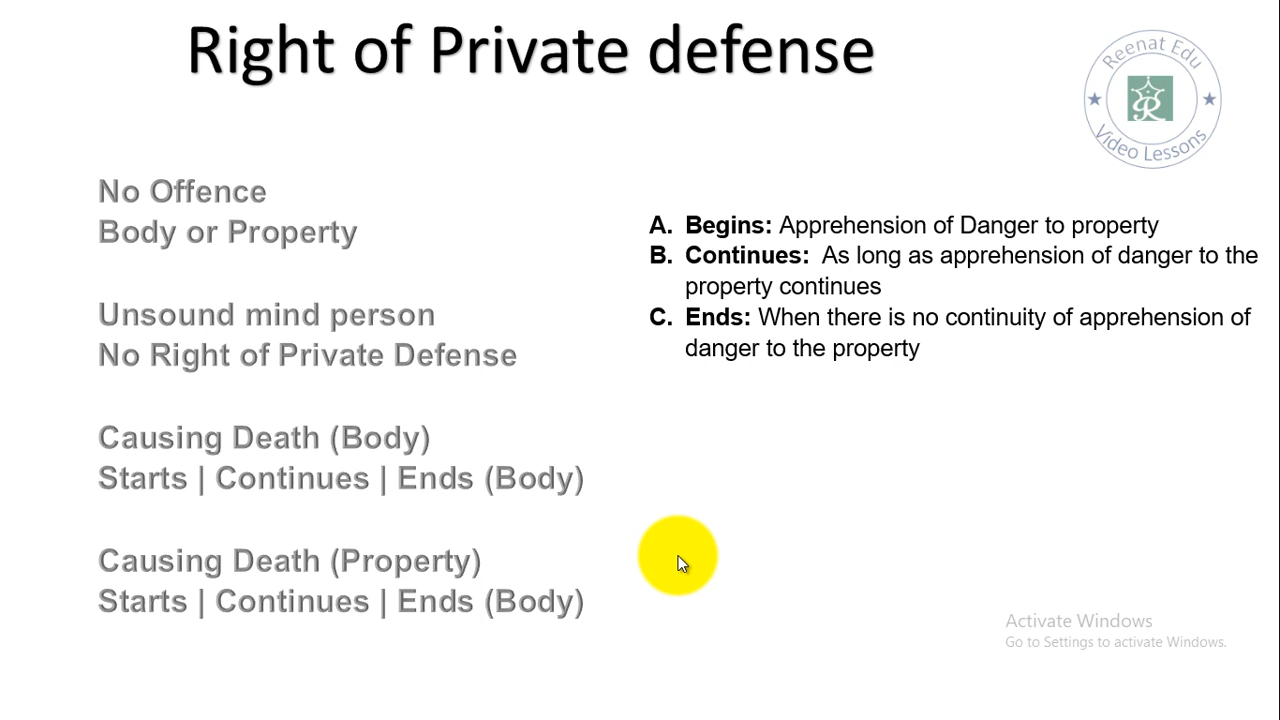 Right of Private defense
Reenat Edu
R
Video Lessons
No Offence
Body or Property
Unsound mind person
No Right of Private Defense
Causing Death (Body)
Starts | Continues | Ends (Body)
Causing Death (Property)
Starts | Continues | Ends (Body)
A. Begins: Apprehension of Danger to property
B. Continues: As long as apprehension of danger to the
property continues
C. Ends: When there is no continuity of apprehension of
danger to the property
Activate Windows
Go to Settings to activate Windows.